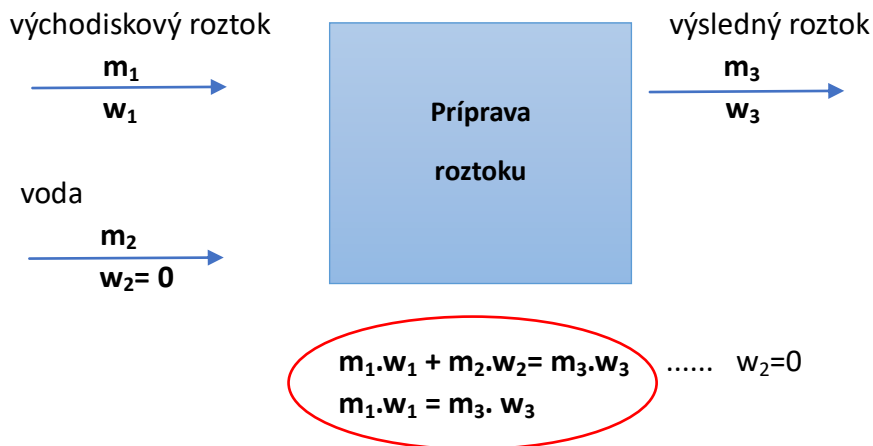 východiskový roztok
m₁
w₁
voda
m₂
w₂= 0
Príprava
roztoku
výsledný roztok
m₃
w₃
m₁.w₁ + m₂.w₂= m₃.w₃ ...... w₂=0
m₁.w₁ = m₃. w₃